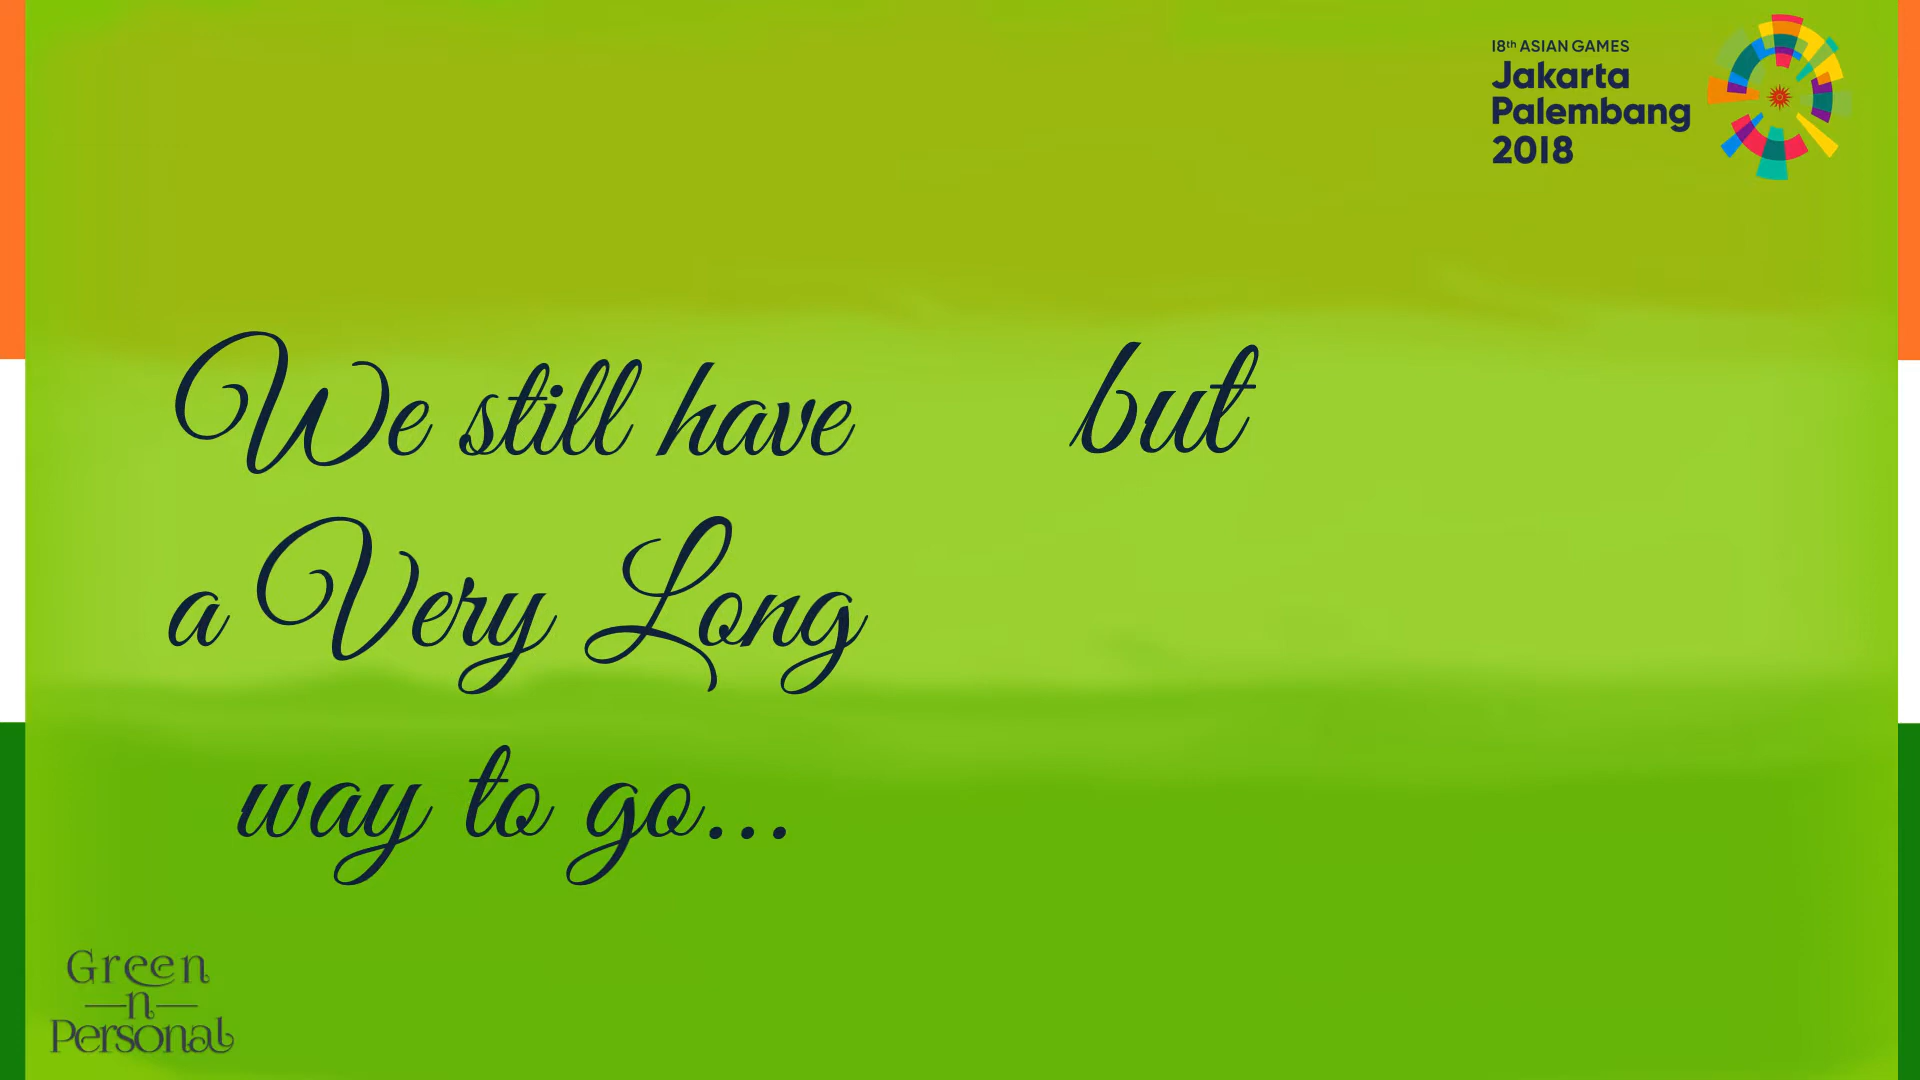 18th ASIAN GAMES
Jakarta
Palembang
2018
We still have
a Very Long
way to go...
but
Green
n
Personal